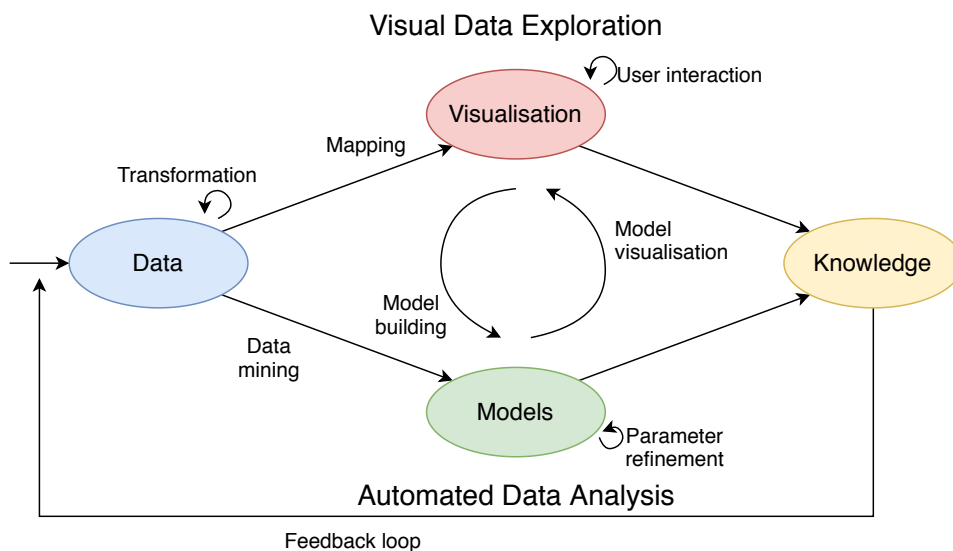 Visual Data Exploration
User interaction
Visualisation
Mapping
Transformation
Model
visualisation
Data
Knowledge
Model
building
Data
mining
Models
Parameter
refinement
Automated Data Analysis
Feedback loop